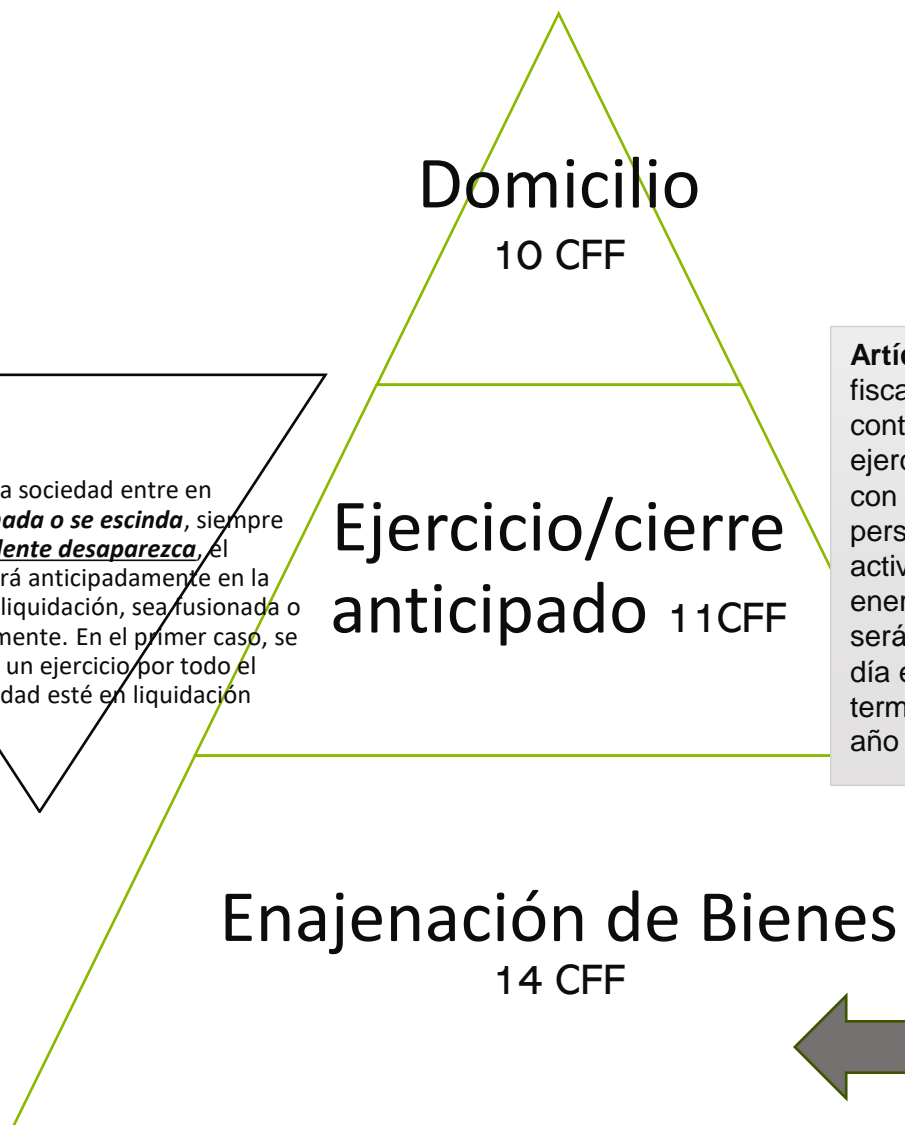 Domicilio
10 CFF
a sociedad entre en
nada o se escinda, siempre
dente desaparezca, el
rá anticipadamente en la
liquidación, sea fusionada o
mente. En el primer caso, se
un ejercicio por todo el
dad esté en liquidación
Ejercicio/cierre
anticipado 11CFF
Artí
fisca
cont
ejerc
con
pers
activ
ener
será
día e
term
año
Enajenación de Bienes
14 CFF